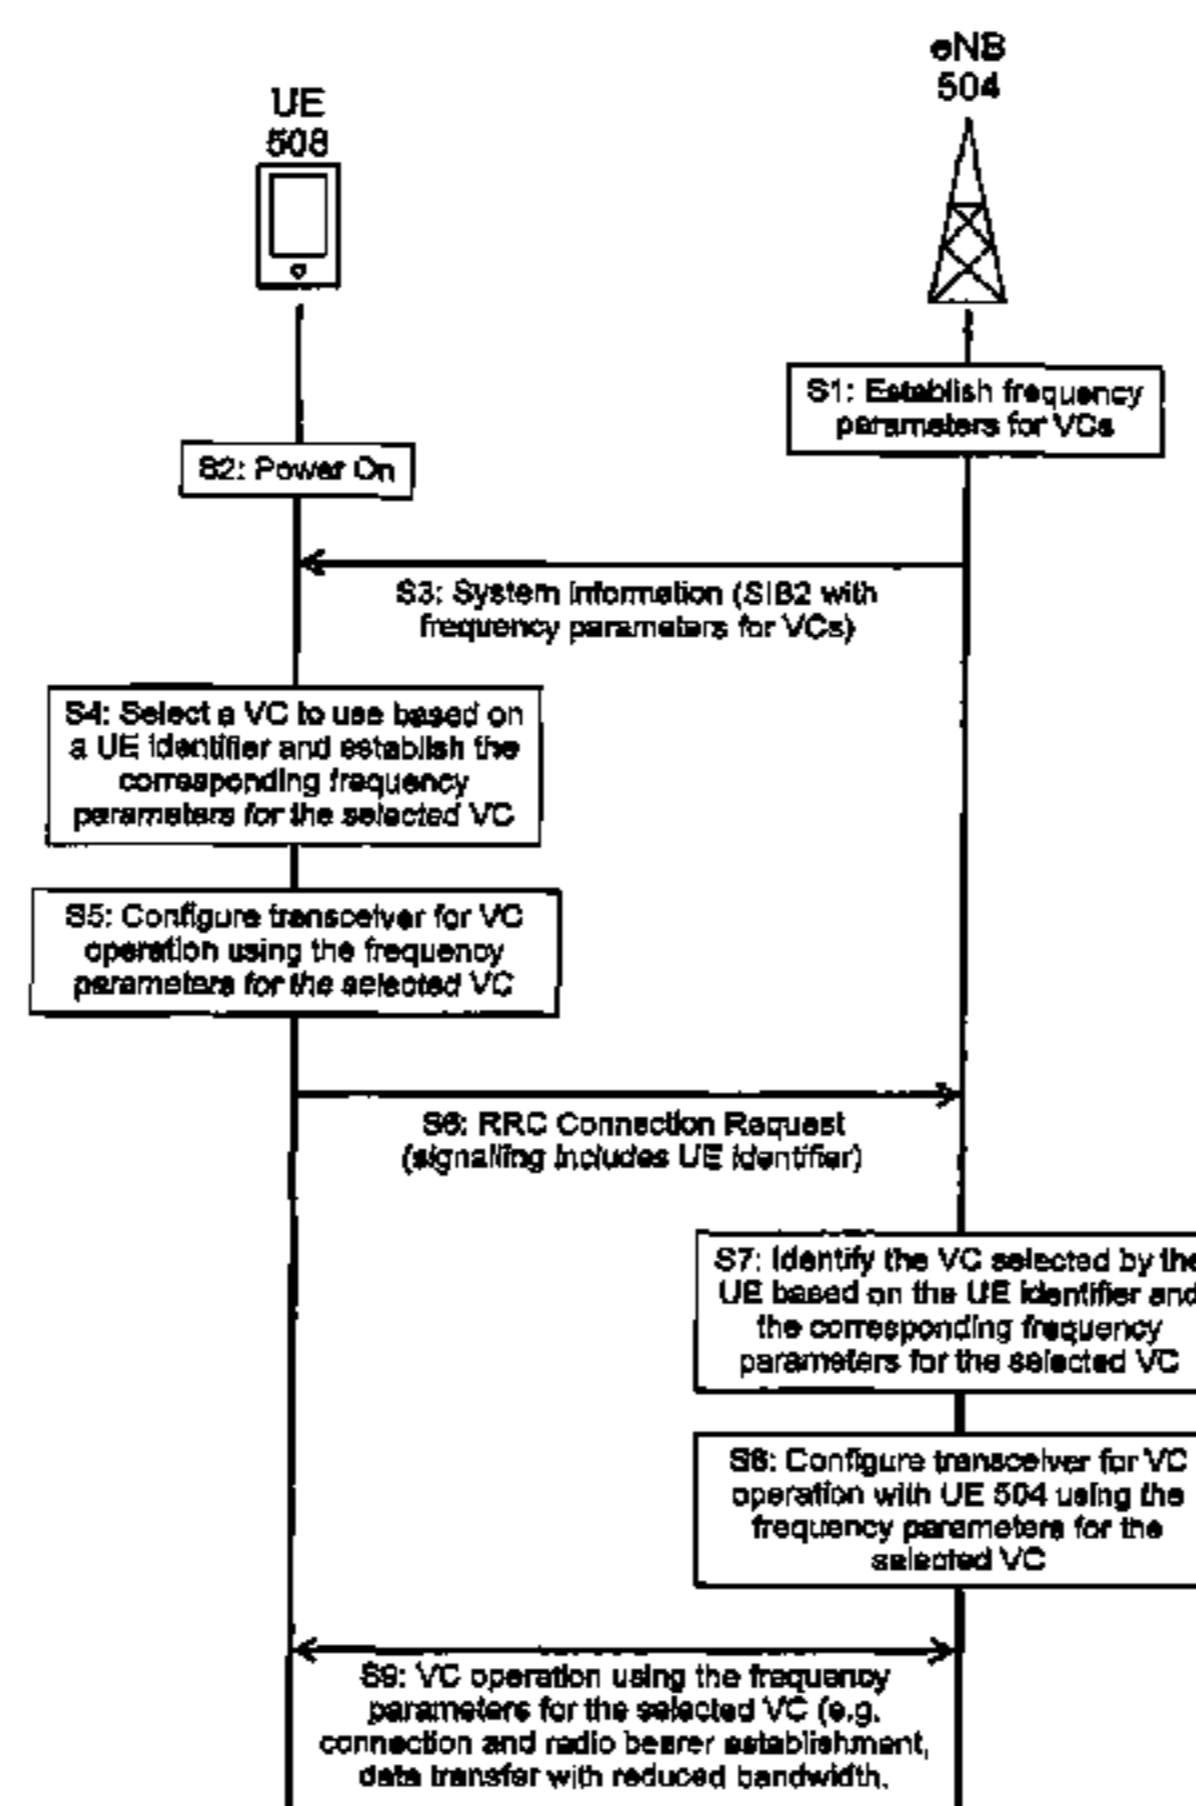 eNB
504
UE
508
S1: Establish frequency
parameters for VCs
S2: Power On
S3: System Information (SIB2 with
frequency parameters for VCs)
S4: Select a VC to use based on
a UE identifier and establish the
corresponding frequency
parameters for the selected VC
S5: Configure transceiver for VC
operation using the frequency
parameters for the selected VC
S6: RRC Connection Request
(signalling includes UE identifier)
S7: Identify the VC selected by the
UE based on the UE identifier and
the corresponding frequency
parameters for the selected VC
S8: Configure transceiver for VC
operation with UE 504 using the
frequency parameters for the
selected VC
S9: VC operation using the frequency
parameters for the selected VC (e.g.
connection and radio bearer establishment,
data transfer with reduced bandwidth.